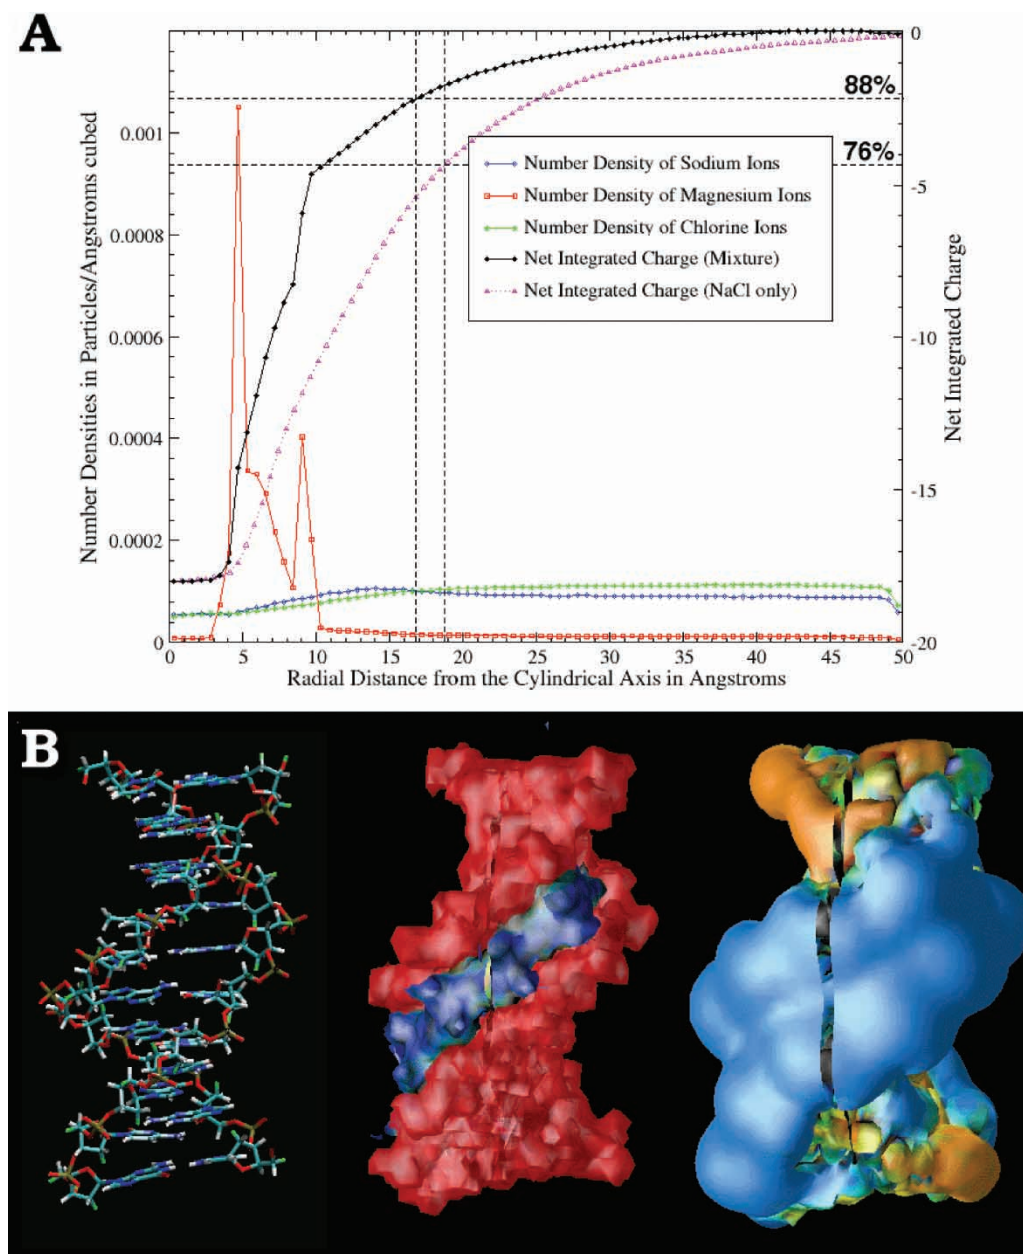 A
0
88%
0.001
76%
Number Density of Sodium Ions
Number Density of Magnesium Ions
-5
0.0008
Number Density of Chlorine Ions
Net Integrated Charge (Mixture)
Net Integrated Charge (NaCl only)
0.0006
-10
0.0004
-15
0.0002
0
-20
0 5 10 15 20 25 30 35 40 45 50
Radial Distance from the Cylindrical Axis in Angstroms
Number Densities in Particles/Angstroms cubed
Net Integrated Charge
B